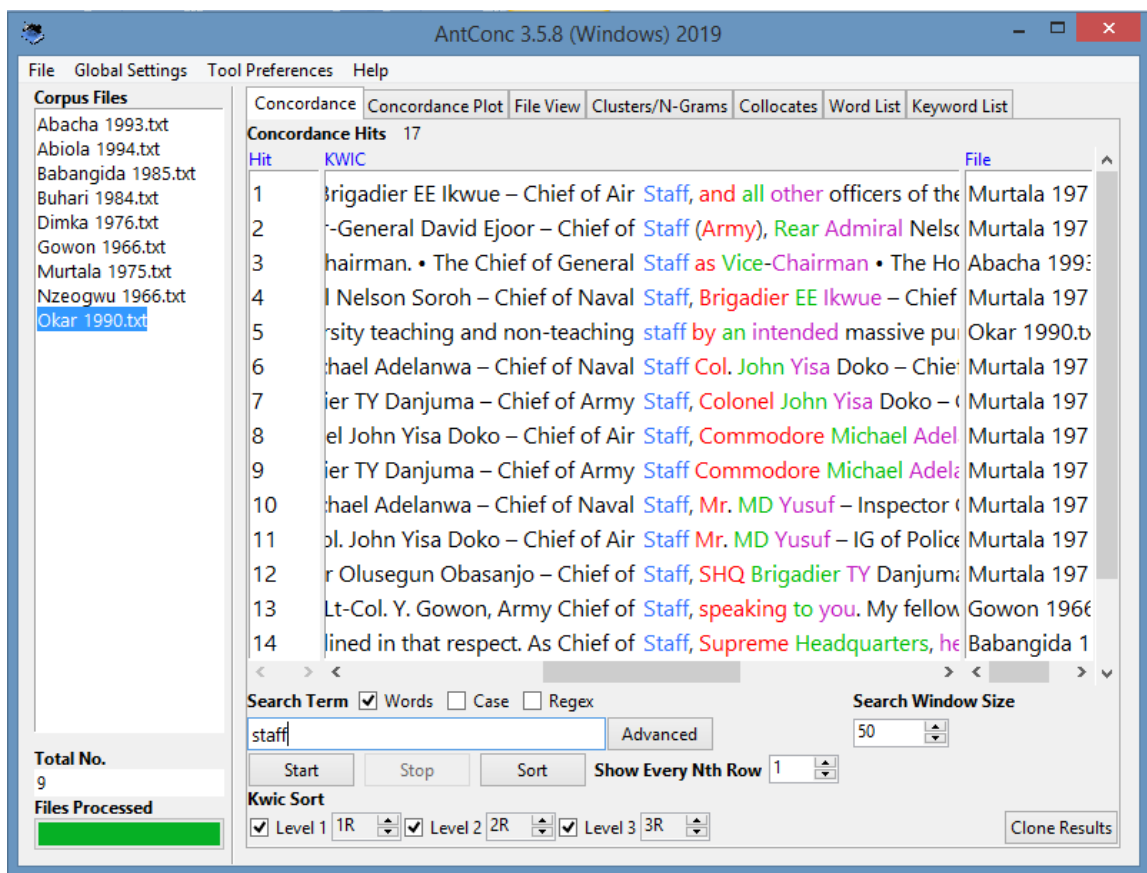 AntConc 3.5.8 (Windows) 2019
File Global Settings Tool Preferences Help
Corpus Files
Abacha 1993.txt
Abiola 1994.txt
Babangida 1985.txt
Buhari 1984.txt
Dimka 1976.txt
Gowon 1966.txt
Murtala 1975.txt
Nzeogwu 1966.txt
Okar 1990.txt
Total No.
9
Files Processed
Concordance Concordance Plot File View Clusters/N-Grams Collocates Word List Keyword List
Concordance Hits 17
Hit KWIC File
1 Brigadier EE Ikwue – Chief of Air Staff, and all other officers of the Murtala 197
2 r-General David Ejoor – Chief of Staff (Army), Rear Admiral Nelso Murtala 197
3 hairman. • The Chief of General Staff as Vice-Chairman • The Ho Abacha 1993
4 l Nelson Soroh – Chief of Naval Staff, Brigadier EE Ikwue – Chief Murtala 197
5 rsity teaching and non-teaching staff by an intended massive pu Okar 1990.tx
6 hael Adelanwa – Chief of Naval Staff Col. John Yisa Doko – Chief Murtala 197
7 ier TY Danjuma – Chief of Army Staff, Colonel John Yisa Doko – Murtala 197
8 el John Yisa Doko – Chief of Air Staff, Commodore Michael Adel Murtala 197
9 ier TY Danjuma – Chief of Army Staff Commodore Michael Adela Murtala 197
10 chael Adelanwa – Chief of Naval Staff, Mr. MD Yusuf – Inspector Murtala 197
11 ol. John Yisa Doko – Chief of Air Staff Mr. MD Yusuf – IG of Police Murtala 197
12 r Olusegun Obasanjo – Chief of Staff, SHQ Brigadier TY Danjuma Murtala 197
13 Lt-Col. Y. Gowon, Army Chief of Staff, speaking to you. My fellow Gowon 1966
14 lined in that respect. As Chief of Staff, Supreme Headquarters, he Babangida 1
Search Term Words Case Regex Search Window Size
staff Advanced 50
Start Stop Sort Show Every Nth Row 1
Kwic Sort
Level 1 1R Level 2 2R Level 3 3R Clone Results